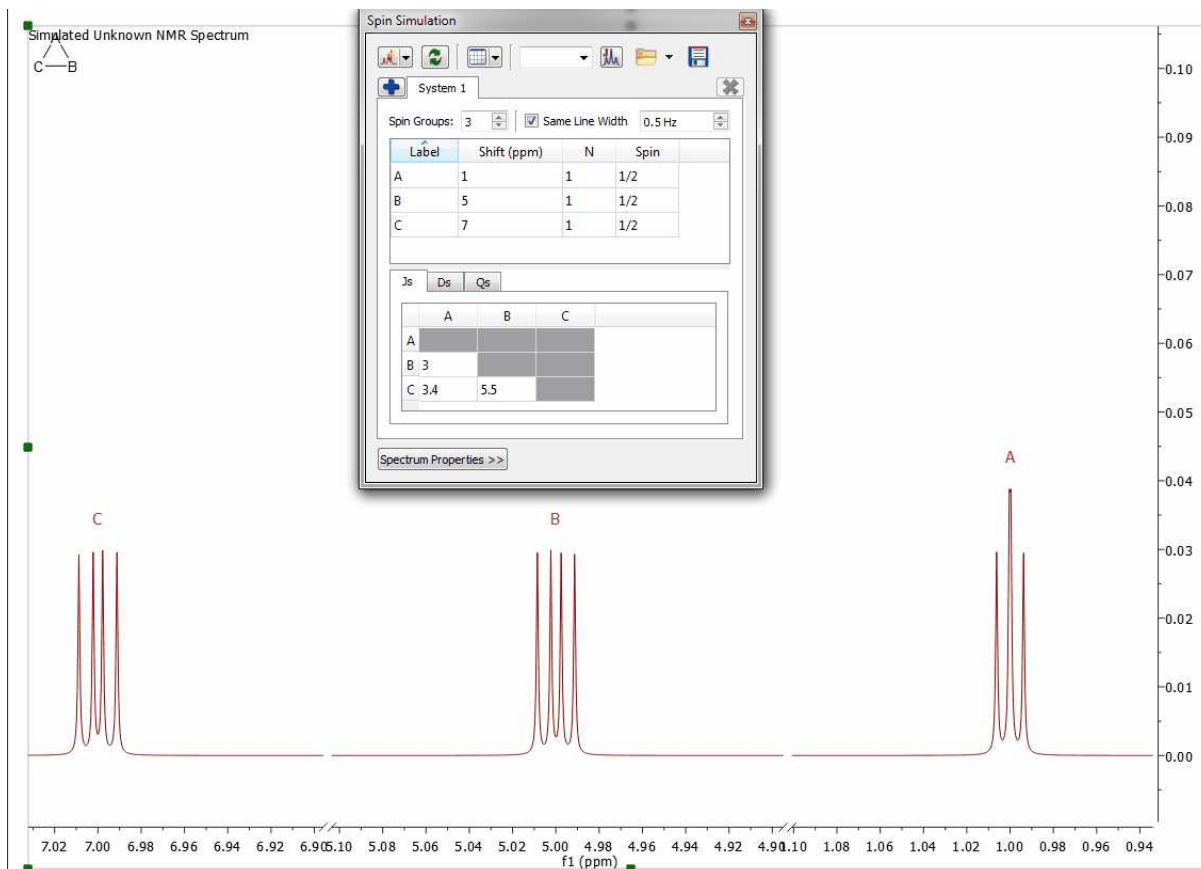 Spin Simulation
Simulated Unknown NMR Spectrum
A
C B
System 1
Spin Groups: 3 Same Line Width 0.5 Hz
Label Shift (ppm) N Spin
A 1 1 1/2
B 5 1 1/2
C 7 1 1/2
Js Ds Qs
A B C
A
B 3
C 3.4 5.5
Spectrum Properties >>
C
B
A
0.10
0.09
0.08
0.07
0.06
0.05
0.04
0.03
0.02
0.01
0.00
7.02 7.00 6.98 6.96 6.94 6.92 6.90 5.10 5.08 5.06 5.04 5.02 5.00 4.98 4.96 4.94 4.92 4.90 1.10 1.08 1.06 1.04 1.02 1.00 0.98 0.96 0.94
f1 (ppm)